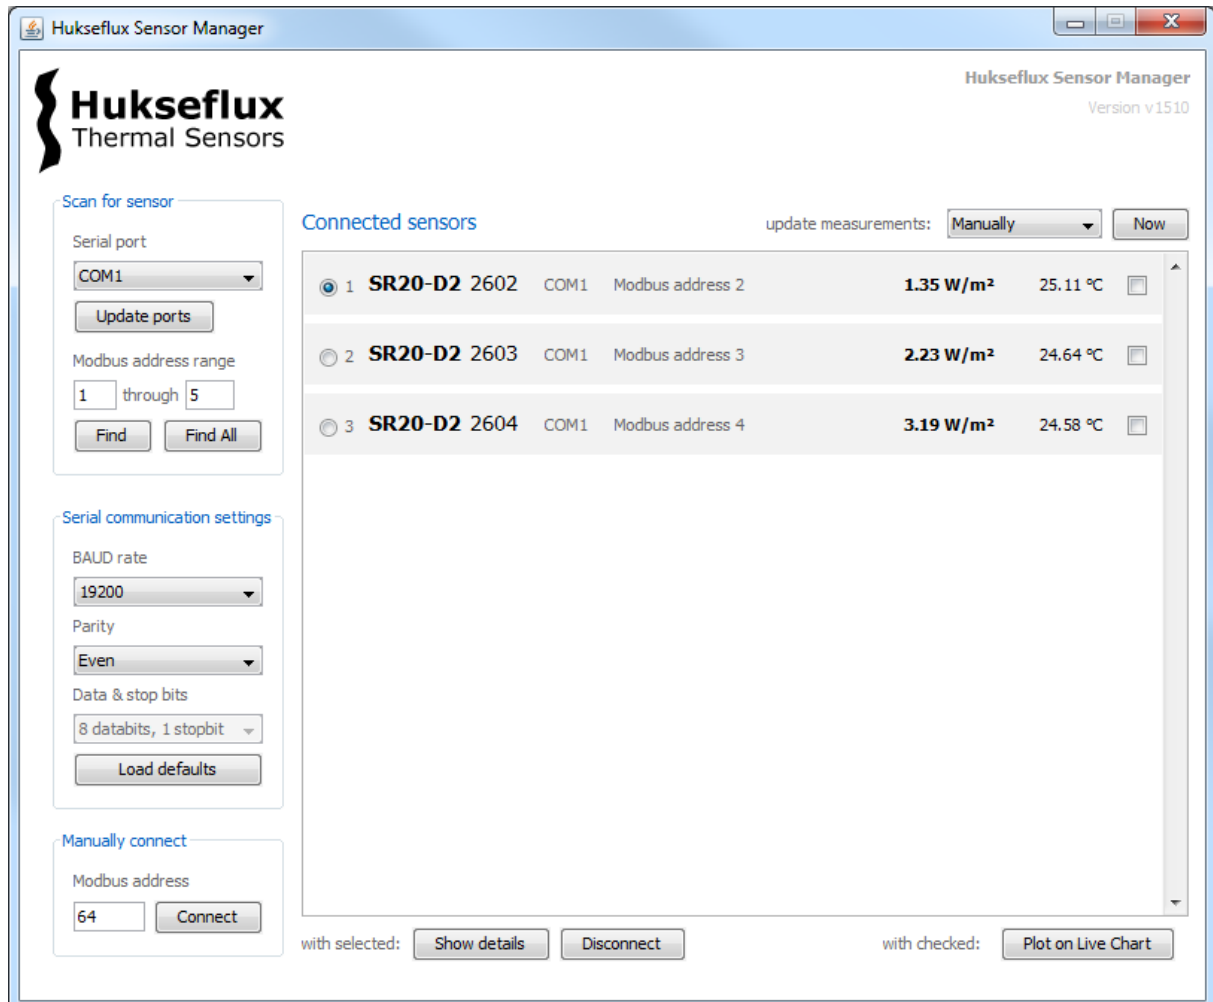 Hukseflux Sensor Manager
Hukseflux
Thermal Sensors
Hukseflux Sensor Manager
Version v1510
Scan for sensor
Serial port
COM1
Update ports
Modbus address range
1 through 5
Find Find All
Serial communication settings
BAUD rate
19200
Parity
Even
Data & stop bits
8 databits, 1 stopbit
Load defaults
Manually connect
Modbus address
64 Connect
Connected sensors update measurements: Manually Now
1 SR20-D2 2602 COM1 Modbus address 2 1.35 W/m² 25.11 °C
2 SR20-D2 2603 COM1 Modbus address 3 2.23 W/m² 24.64 °C
3 SR20-D2 2604 COM1 Modbus address 4 3.19 W/m² 24.58 °C
with selected: Show details Disconnect with checked: Plot on Live Chart